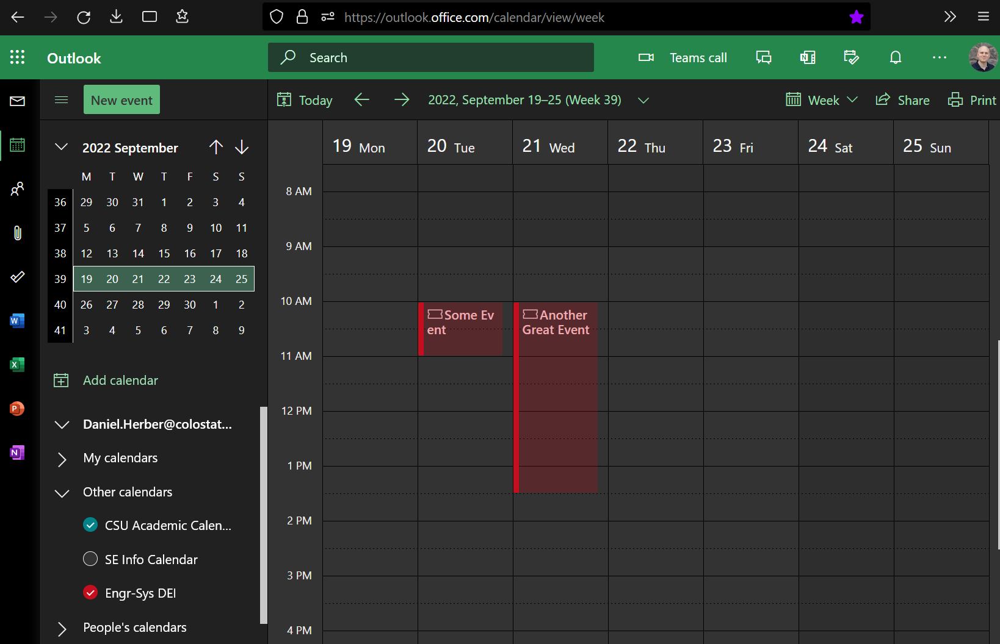 https://outlook.office.com/calendar/view/week
Outlook
Search
Teams call
New event
Today
2022, September 19–25 (Week 39)
Week
Share
Print
2022 September
M T W T F S S
36 29 30 31 1 2 3 4
37 5 6 7 8 9 10 11
38 12 13 14 15 16 17 18
39 19 20 21 22 23 24 25
40 26 27 28 29 30 1 2
41 3 4 5 6 7 8 9
Add calendar
Daniel.Herber@colostat...
My calendars
Other calendars
CSU Academic Calen...
SE Info Calendar
Engr-Sys DEI
People's calendars
19 Mon
20 Tue
21 Wed
22 Thu
23 Fri
24 Sat
25 Sun
8 AM
9 AM
10 AM
Some Ev
ent
Another
Great Event
11 AM
12 PM
1 PM
2 PM
3 PM
4 PM
N
W
X
P
N